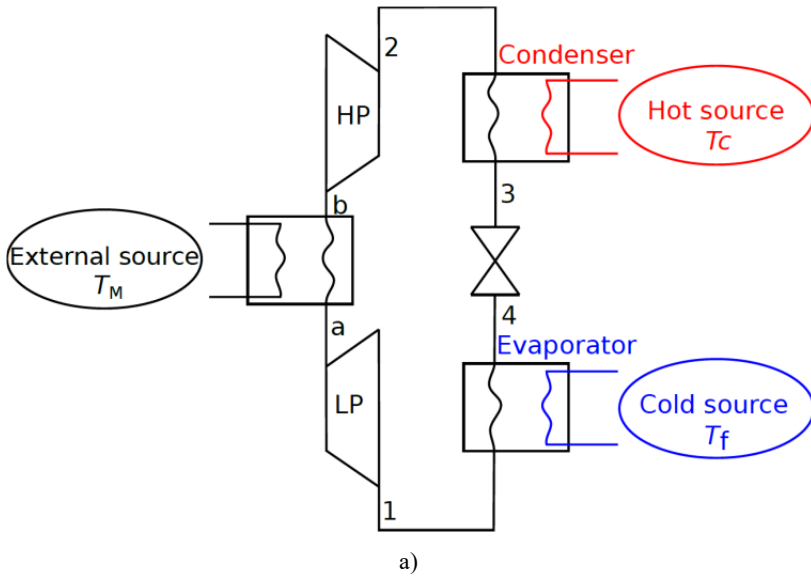 2
Condenser
HP
Hot source
Tc
b
3
External source
TM
a
4
Evaporator
LP
Cold source
Tf
1
a)